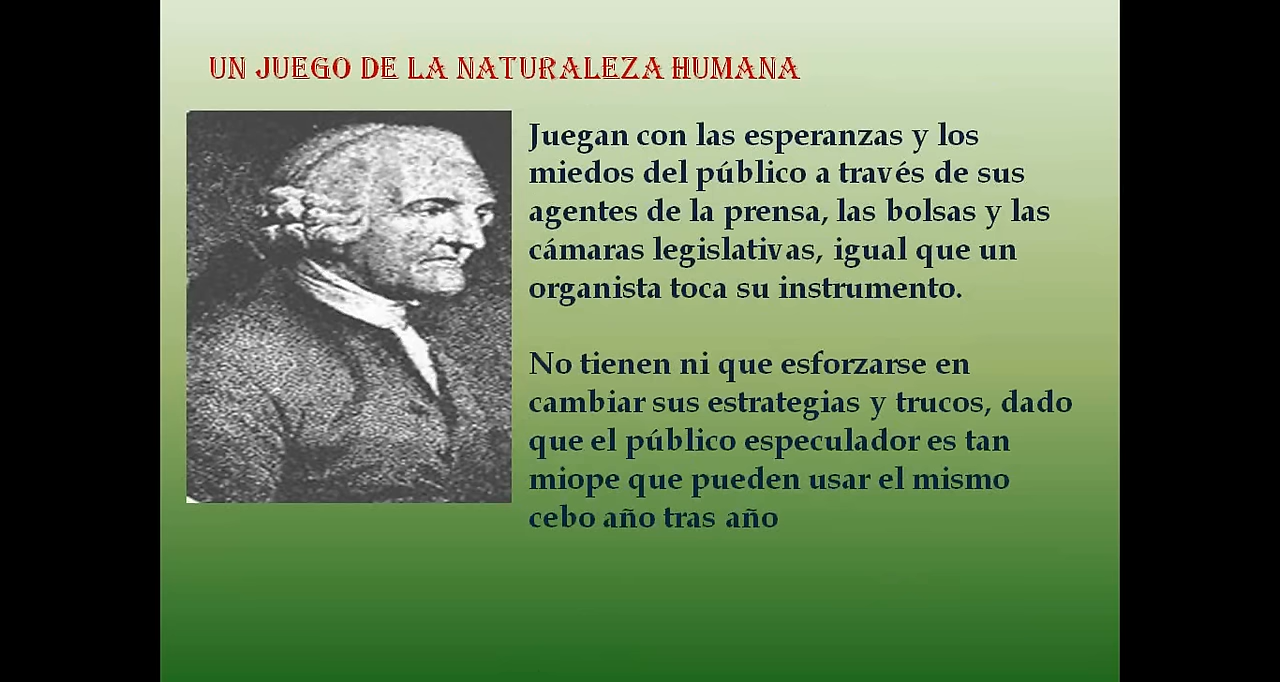 UN JUEGO DE LA NATURALEZA HUMANA
Juegan con las esperanzas y los
miedos del público a través de sus
agentes de la prensa, las bolsas y las
cámaras legislativas, igual que un
organista toca su instrumento.
No tienen ni que esforzarse en
cambiar sus estrategias y trucos, dado
que el público especulador es tan
miope que pueden usar el mismo
cebo año tras año